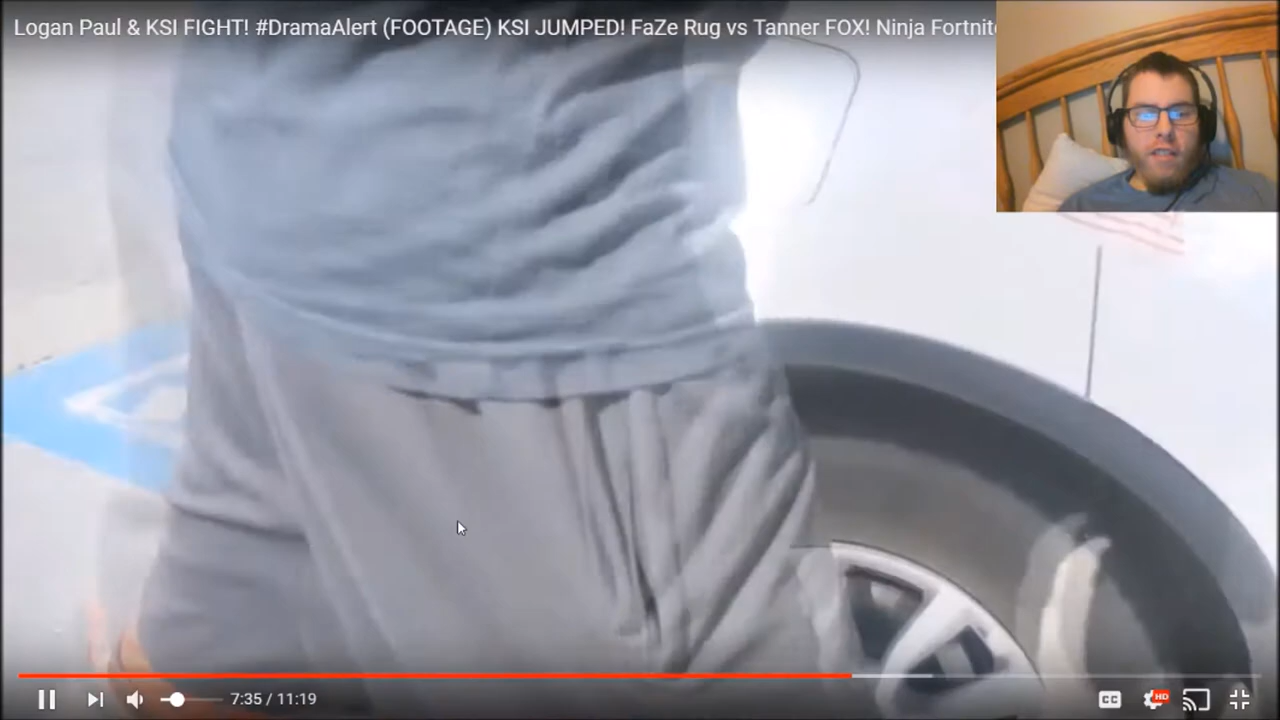 Logan Paul & KSI FIGHT! #DramaAlert (FOOTAGE) KSI JUMPED! FaZe Rug vs Tanner FOX! Ninja Fortnite
7:35 / 11:19
CC
HD